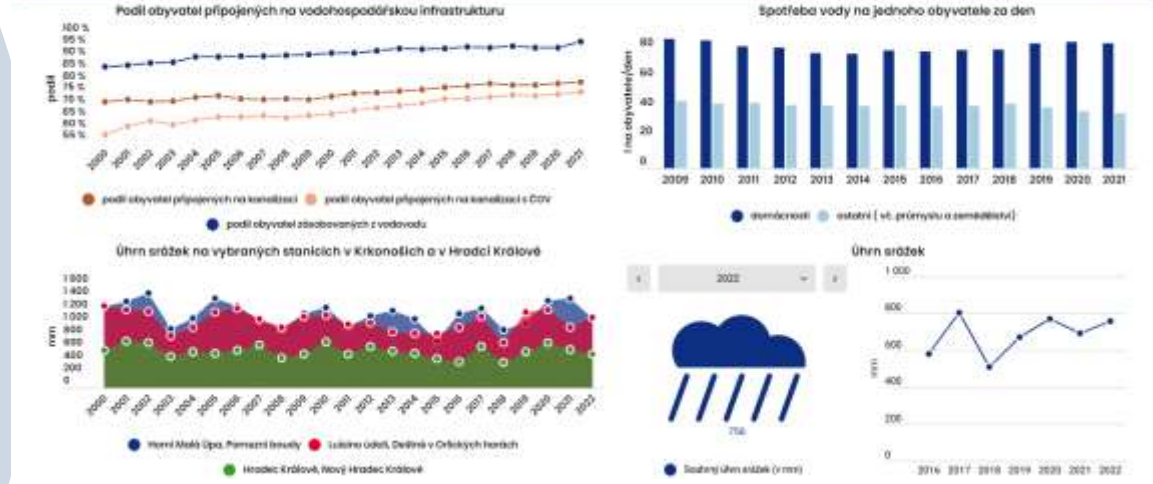 Podíl obyvatel připojených na vodohospodářskou infrastrukturu
100 %
95 %
90 %
85 %
80 %
75 %
70 %
65 %
60 %
55 %
podíl
2000 2001 2002 2003 2004 2005 2006 2007 2008 2009 2010 2011 2012 2013 2014 2015 2016 2017 2018 2019 2020 2021
podíl obyvatel připojených na kanalizaci podíl obyvatel připojených na kanalizaci s ČOV
podíl obyvatel zásobovaných z vodovodu
Spotřeba vody na jednoho obyvatele za den
80
60
40
20
0
l na obyvatele/den
2009 2010 2011 2012 2013 2014 2015 2016 2017 2018 2019 2020 2021
domácnosti ostatní ( vč. průmyslu a zemědělství)
Úhrn srážek na vybraných stanicích v Krkonoších a v Hradci Králové
1 800
1 600
1 400
1 200
1 000
800
600
400
200
0
mm
2000 2001 2002 2003 2004 2005 2006 2007 2008 2009 2010 2011 2012 2013 2014 2015 2016 2017 2018 2019 2020 2021 2022
Horní Malá Úpa, Pomezní boudy Luisino údolí, Deštné v Orlických horách
Hradec Králové, Nový Hradec Králové
2022
756
Souhrný úhrn srážek (v mm)
Úhrn srážek
1 000
800
600
400
200
0
mm
2016 2017 2018 2019 2020 2021 2022